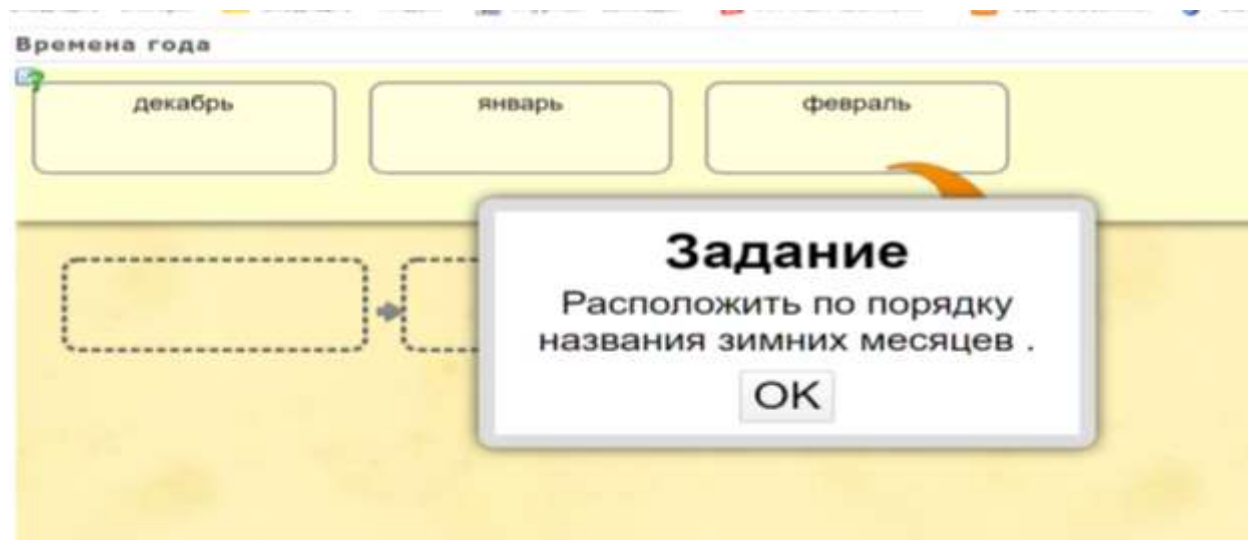 Времена года
декабрь январь февраль
Задание
Расположить по порядку
названия зимних месяцев .
OK